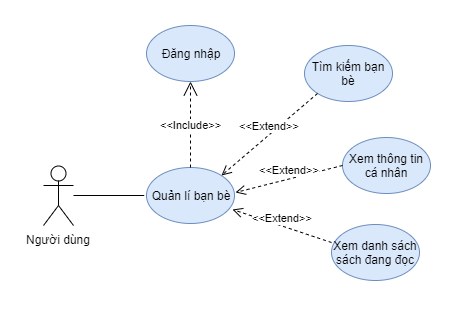 Đăng nhập
Tìm kiếm bạn
bè
<<Include>>
<<Extend>>
Xem thông tin
cá nhân
<<Extend>>
Quản lí bạn bè
<<Extend>>
Người dùng
Xem danh sách
sách đang đọc